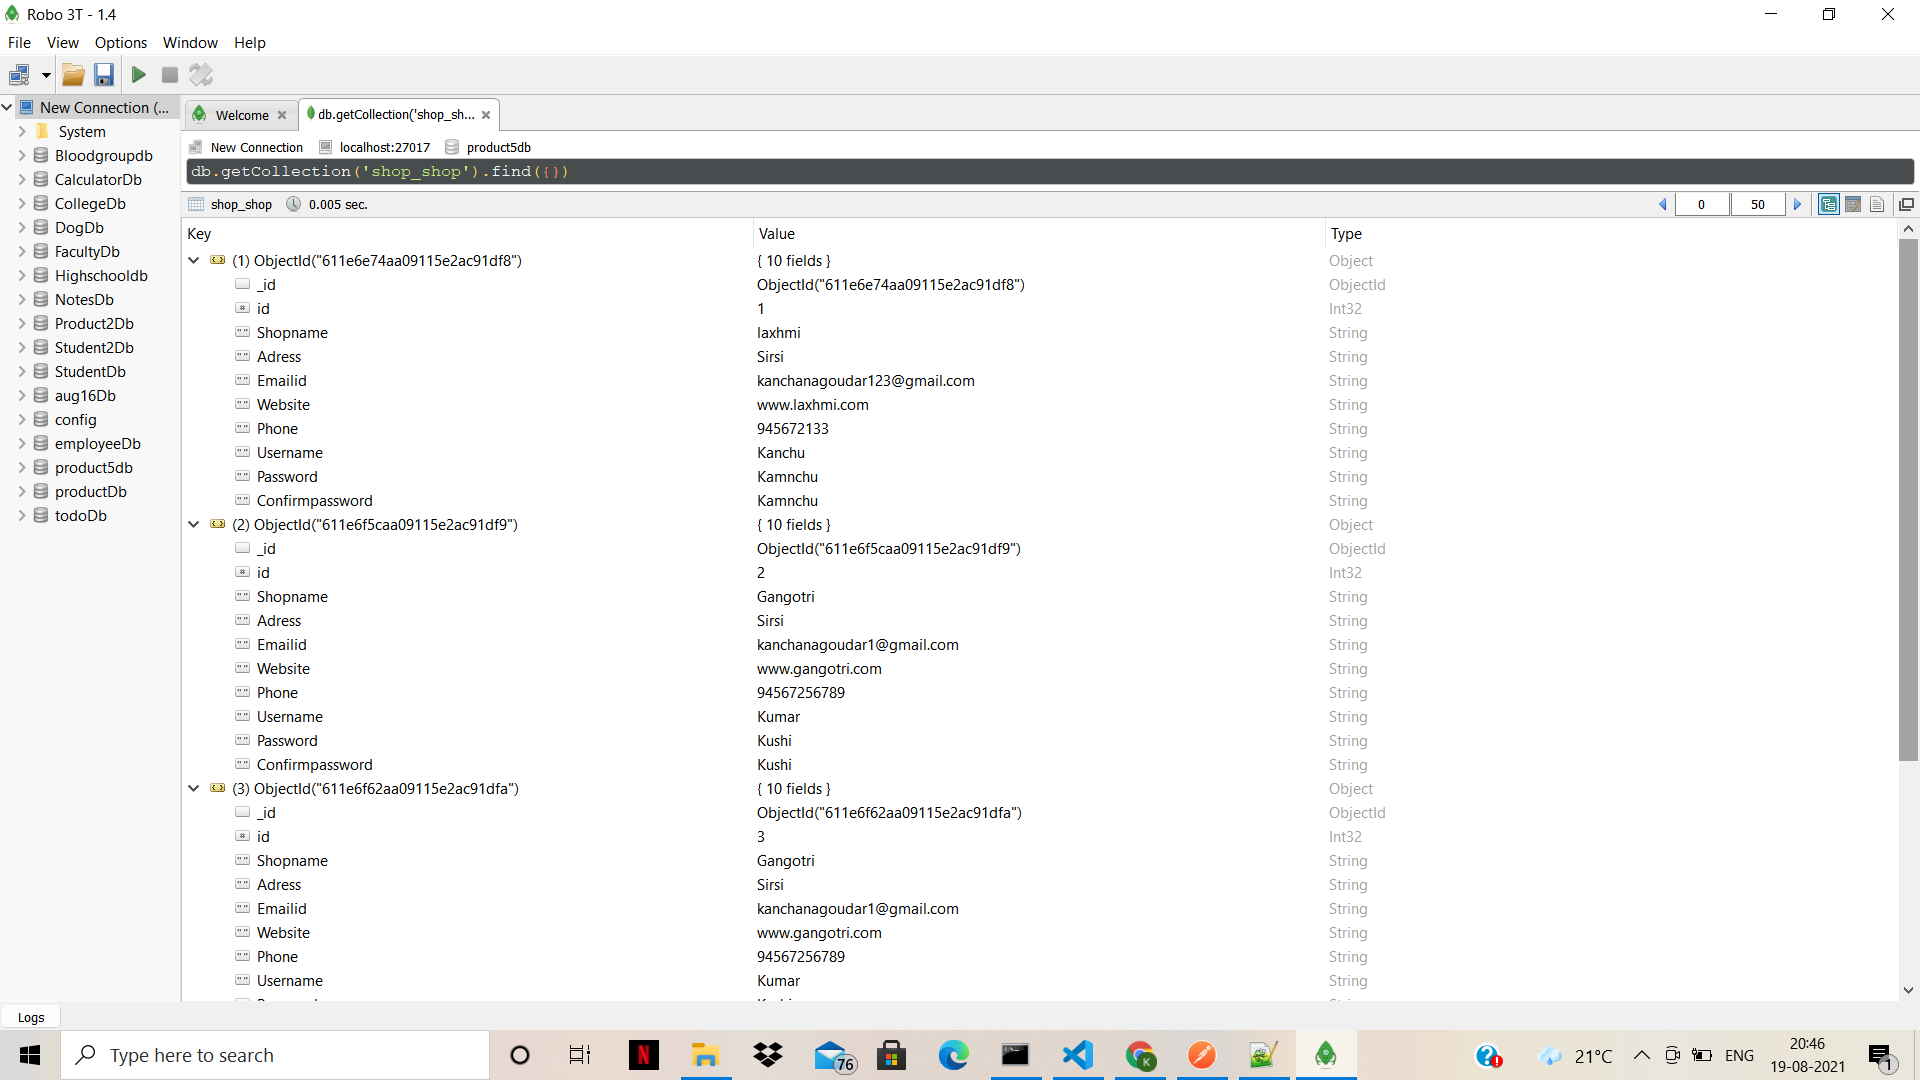 Robo 3T - 1.4
File View Options Window Help
New Connection (...
System
Bloodgroupdb
CalculatorDb
CollegeDb
DogDb
FacultyDb
Highschooldb
NotesDb
Product2Db
Student2Db
StudentDb
aug16Db
config
employeeDb
product5db
productDb
todoDb
Welcome
db.getCollection('shop_sh...
New Connection localhost:27017 product5db
db.getCollection('shop_shop').find({})
shop_shop 0.005 sec. 0 50
Key Value Type
(1) ObjectId("611e6e74aa09115e2ac91df8") { 10 fields } Object
_id ObjectId("611e6e74aa09115e2ac91df8") ObjectId
id 1 Int32
Shopname laxhmi String
Adress Sirsi String
Emailid kanchanagoudar123@gmail.com String
Website www.laxhmi.com String
Phone 945672133 String
Username Kanchu String
Password Kamnchu String
Confirmpassword Kamnchu String
(2) ObjectId("611e6f5caa09115e2ac91df9") { 10 fields } Object
_id ObjectId("611e6f5caa09115e2ac91df9") ObjectId
id 2 Int32
Shopname Gangotri String
Adress Sirsi String
Emailid kanchanagoudar1@gmail.com String
Website www.gangotri.com String
Phone 94567256789 String
Username Kumar String
Password Kushi String
Confirmpassword Kushi String
(3) ObjectId("611e6f62aa09115e2ac91dfa") { 10 fields } Object
_id ObjectId("611e6f62aa09115e2ac91dfa") ObjectId
id 3 Int32
Shopname Gangotri String
Adress Sirsi String
Emailid kanchanagoudar1@gmail.com String
Website www.gangotri.com String
Phone 94567256789 String
Username Kumar String
Logs
Type here to search
76
K
21°C
ENG
20:46
19-08-2021
1